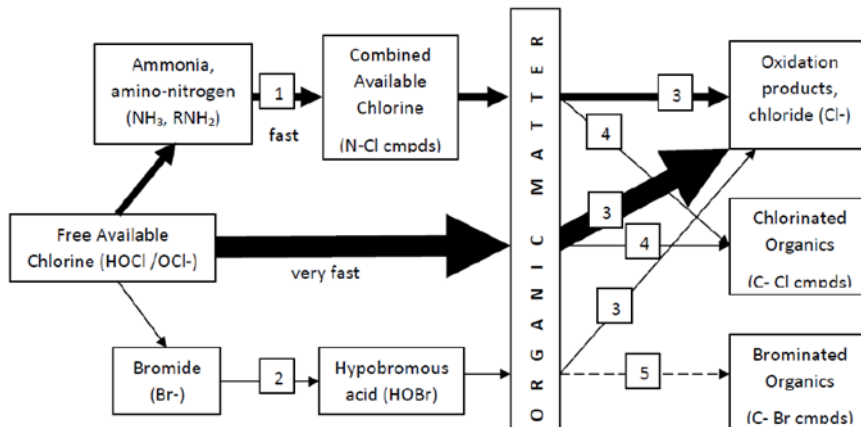 Ammonia,
amino-nitrogen
(NH₃, RNH₂)
1
fast
Combined
Available
Chlorine
(N-Cl cmpds)
ORGANIC MATTER
3
Oxidation
products,
chloride (Cl-)
4
Free Available
Chlorine (HOCl /OCl-)
very fast
3
4
Chlorinated
Organics
(C- Cl cmpds)
3
Bromide
(Br-)
2
Hypobromous
acid (HOBr)
5
Brominated
Organics
(C- Br cmpds)